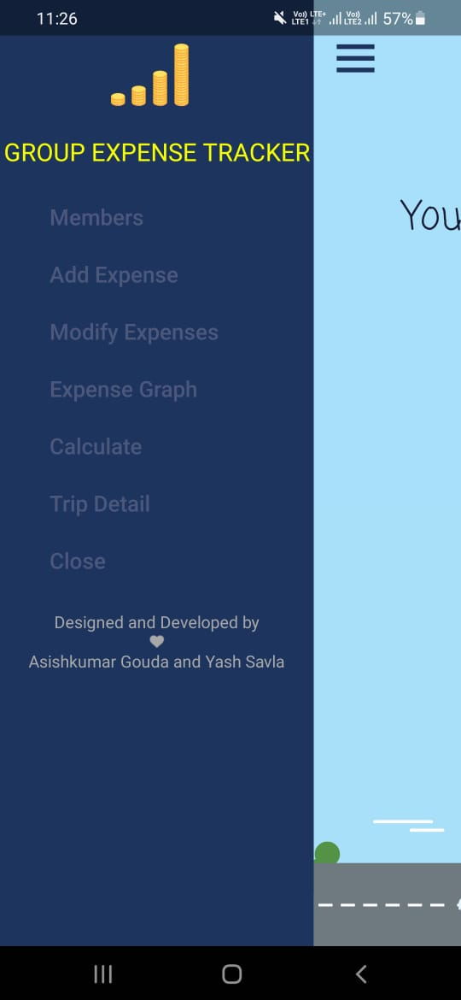 11:26
Vo) LTE+
LTE1
Vo)
LTE2
57%
GROUP EXPENSE TRACKER
Members
Add Expense
Modify Expenses
Expense Graph
Calculate
Trip Detail
Close
Designed and Developed by
Asishkumar Gouda and Yash Savla
You